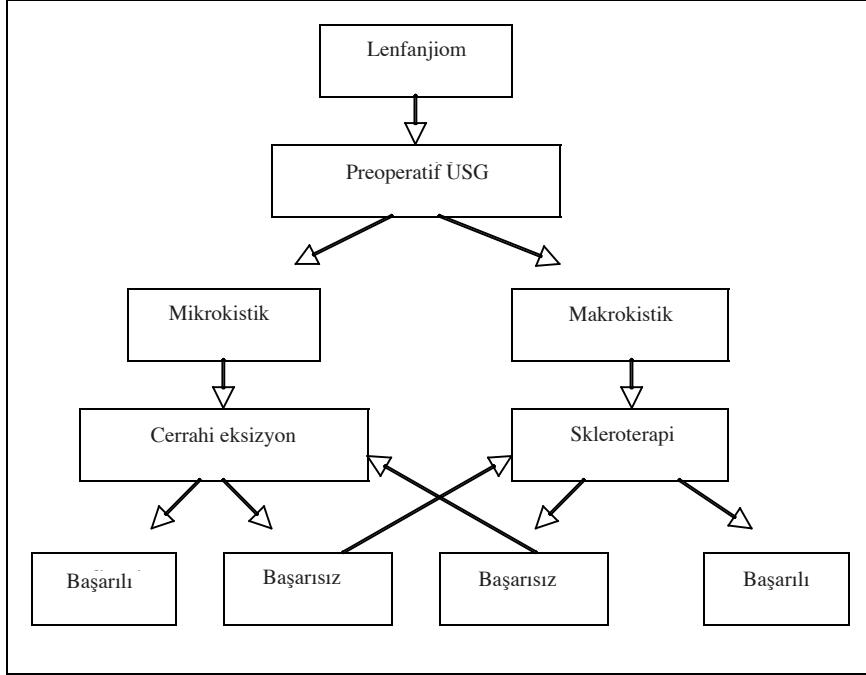 Lenfanjiom
Preoperatif USG
Mikrokistik
Makrokistik
Cerrahi eksizyon
Skleroterapi
Başarılı
Başarısız
Başarısız
Başarılı